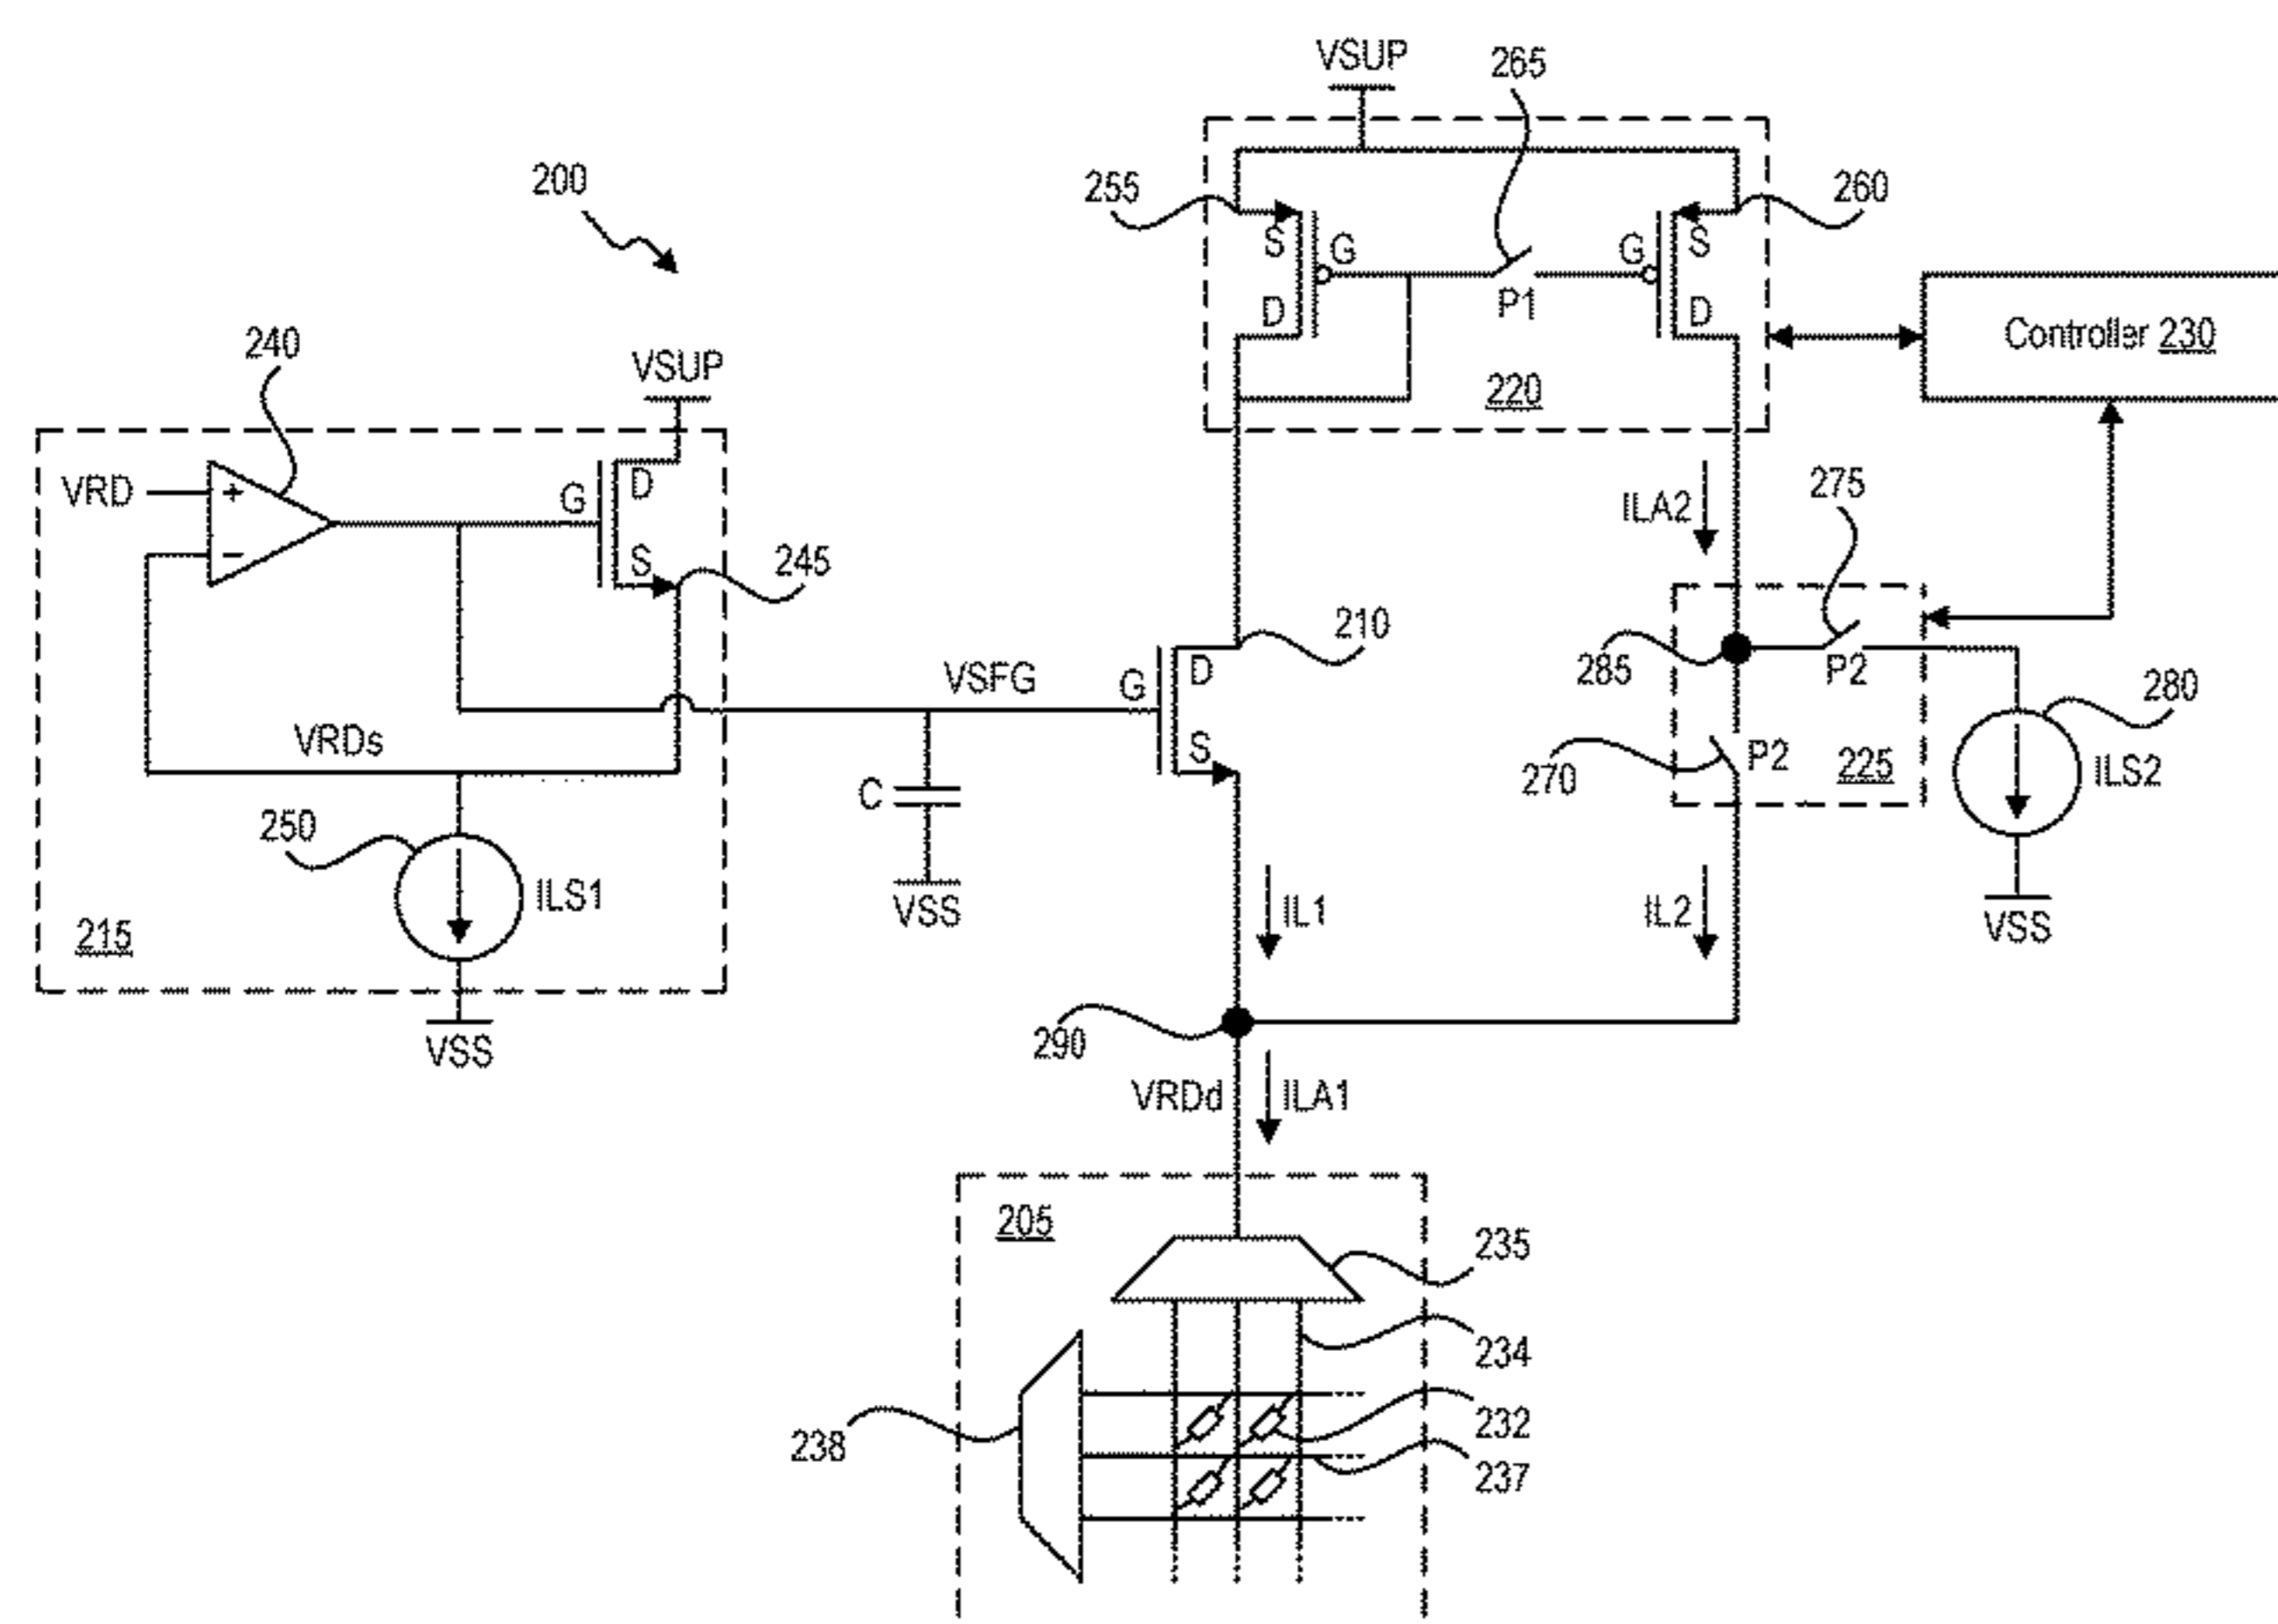 VSUP
265
200
255
260
S
G
G
S
P1
D
D
Controller 230
240
VSUP
220
VRD
+
G
D
275
ILA2
−
S
245
210
285
P2
280
VSFG
G
D
VRDs
S
P2
270
225
ILS2
C
250
ILS1
VSS
IL1
IL2
VSS
215
290
VSS
VRDd
ILA1
205
235
234
232
238
237